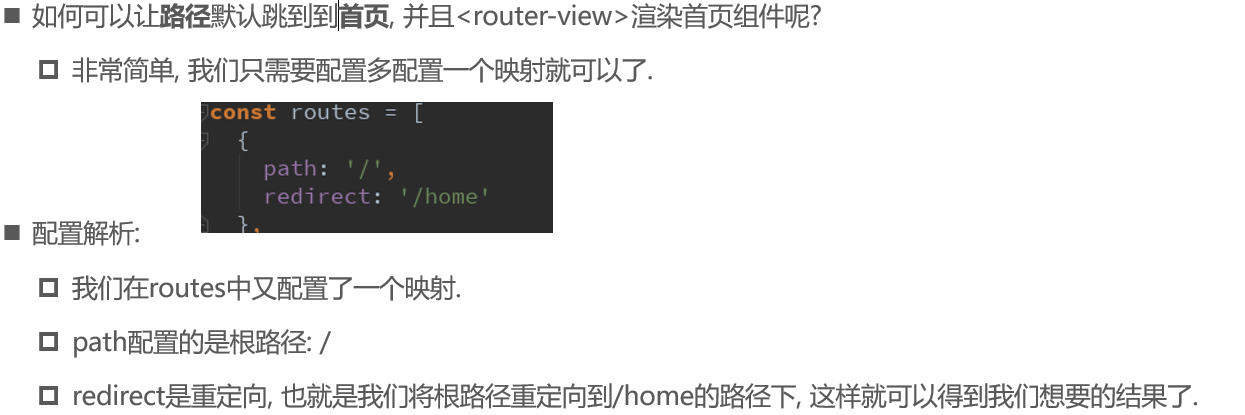 如何可以让路径默认跳到到首页, 并且<router-view>渲染首页组件呢?
非常简单, 我们只需要配置多配置一个映射就可以了.
const routes = [
{
path: '/',
redirect: '/home'
},
配置解析:
我们在routes中又配置了一个映射.
path配置的是根路径: /
redirect是重定向, 也就是我们将根路径重定向到/home的路径下, 这样就可以得到我们想要的结果了.